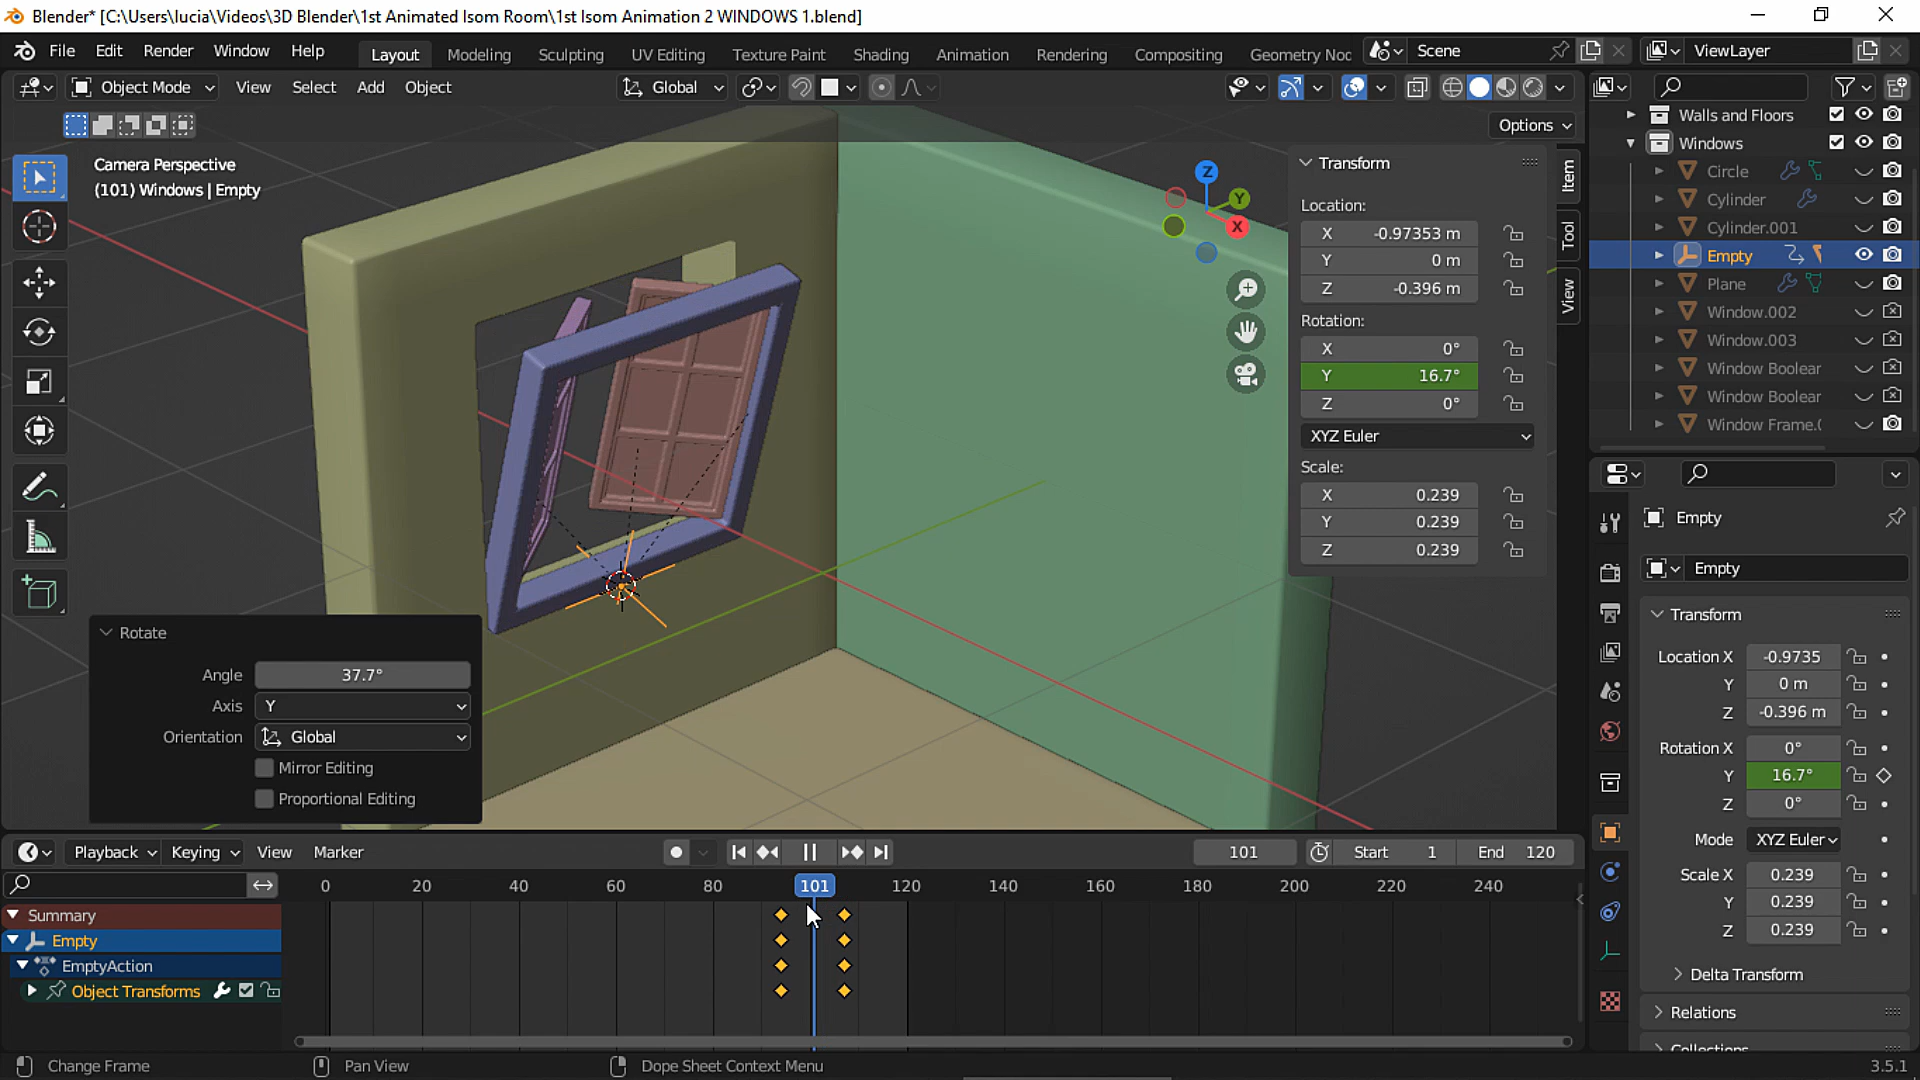 Blender* [C:\Users\lucia\Videos\3D Blender\1st Animated Isom Room\1st Isom Animation 2 WINDOWS 1.blend]
File Edit Render Window Help Layout Modeling Sculpting UV Editing Texture Paint Shading Animation Rendering Compositing Geometry Noc Scene ViewLayer
Object Mode View Select Add Object Global
Options
Camera Perspective
(101) Windows | Empty
Z
Y
X
Transform
Location:
X -0.97353 m
Y 0 m
Z -0.396 m
Rotation:
X 0°
Y 16.7°
Z 0°
XYZ Euler
Scale:
X 0.239
Y 0.239
Z 0.239
Item
Tool
View
Walls and Floors
Windows
Circle
Cylinder
Cylinder.001
Empty
Plane
Window.002
Window.003
Window Boolear
Window Boolear
Window Frame.(
Empty
Empty
Transform
Location X -0.9735
Y 0 m
Z -0.396 m
Rotation X 0°
Y 16.7°
Z 0°
Mode XYZ Euler
Scale X 0.239
Y 0.239
Z 0.239
Delta Transform
Relations
Collections
Rotate
Angle 37.7°
Axis Y
Orientation Global
Mirror Editing
Proportional Editing
Playback Keying View Marker 101 Start 1 End 120
0 20 40 60 80 101 120 140 160 180 200 220 240
Summary
Empty
EmptyAction
Object Transforms
Change Frame Pan View Dope Sheet Context Menu 3.5.1